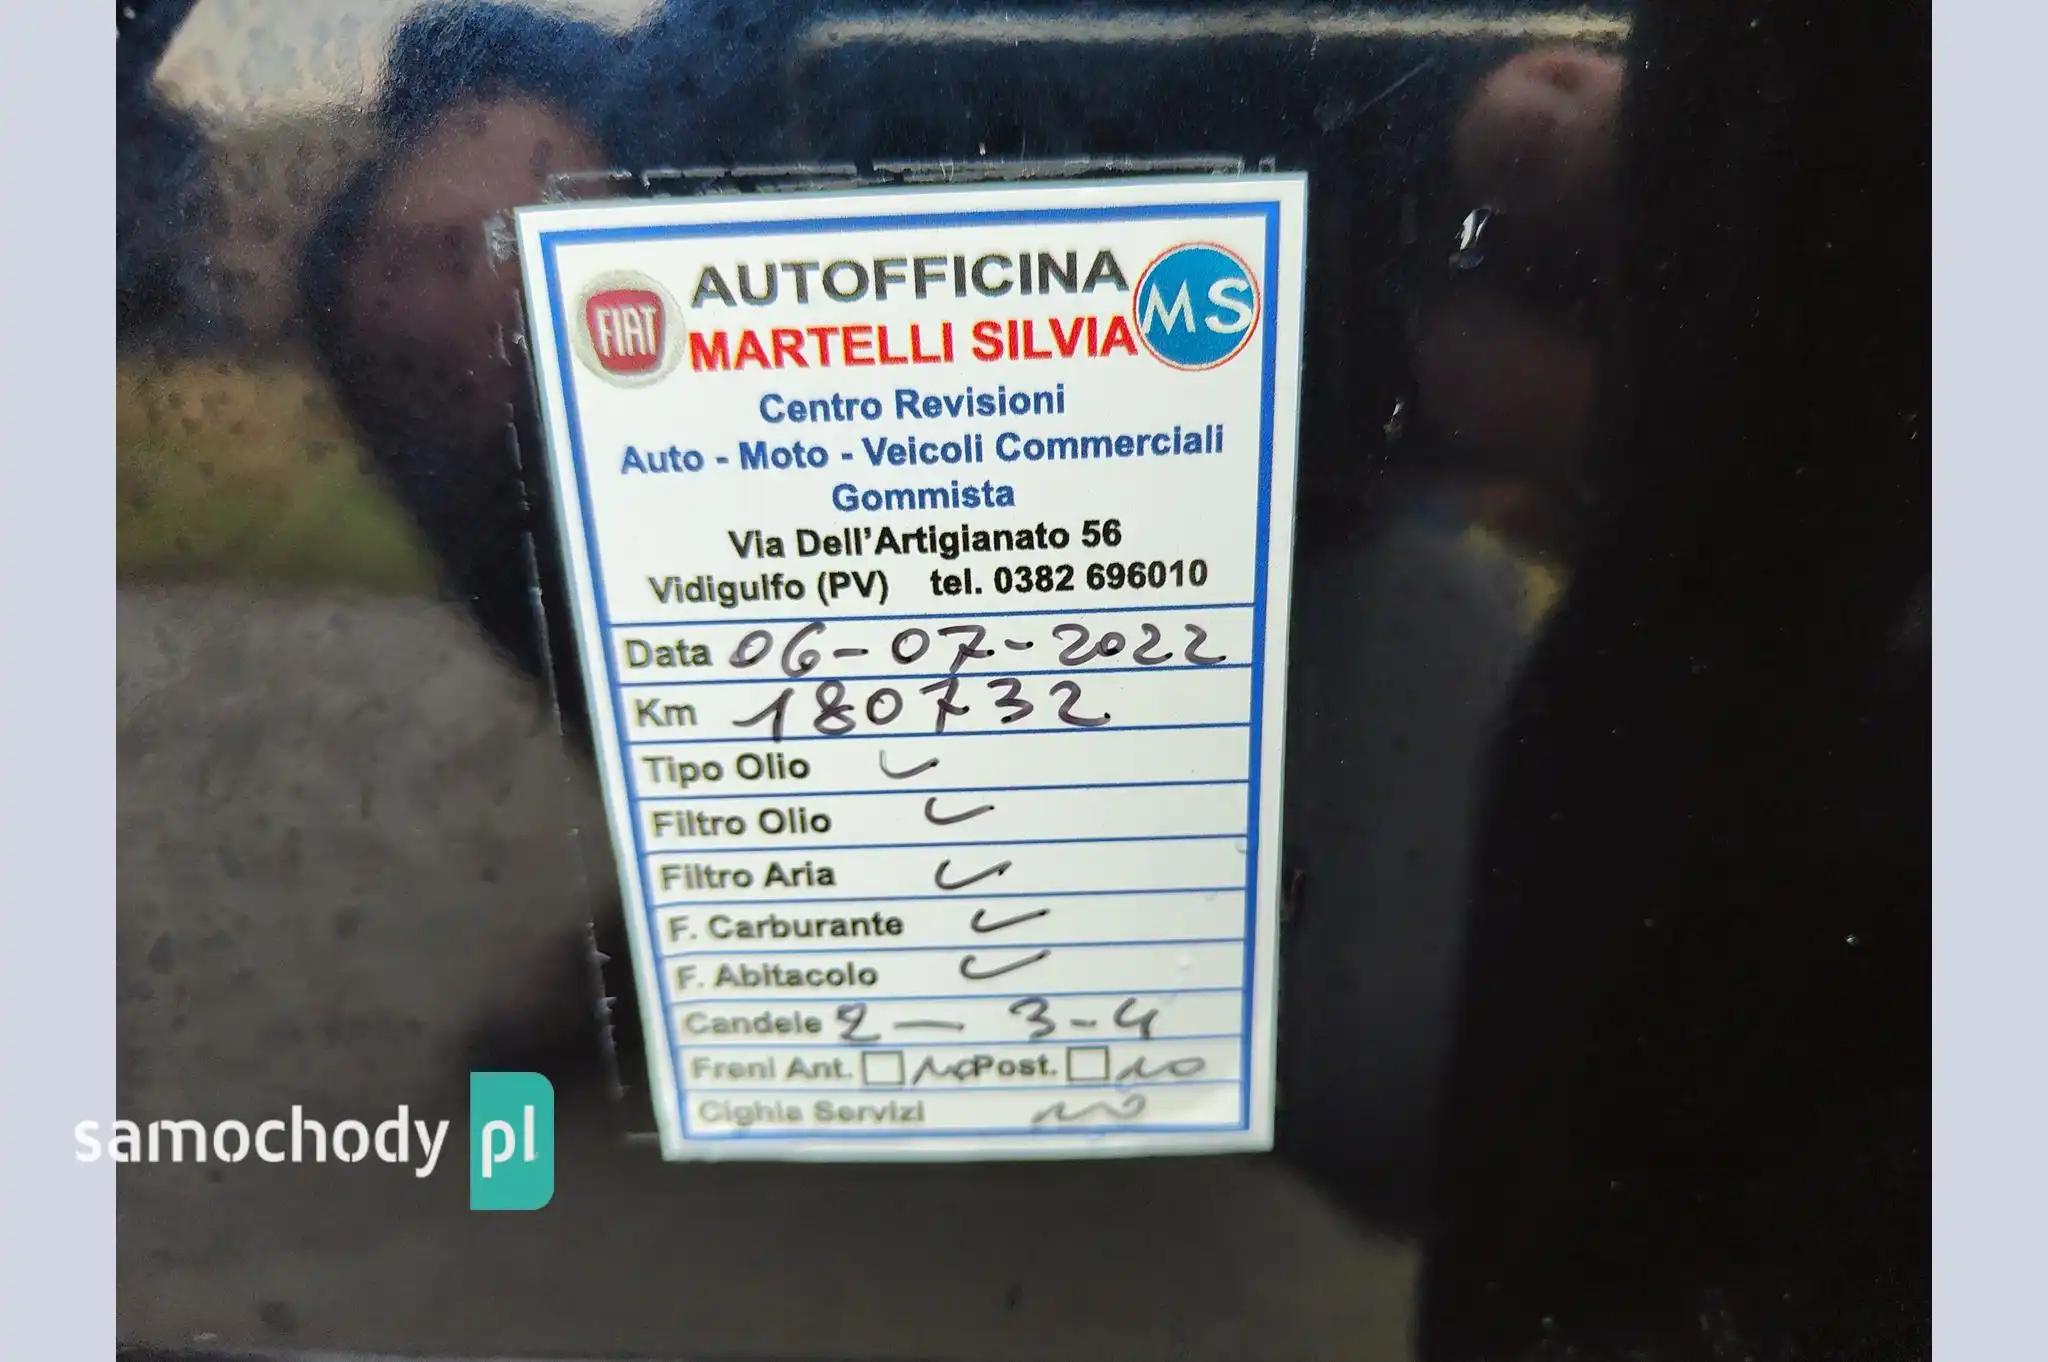 AUTOFFICINA
FIAT
MARTELLI SILVIA
MS
Centro Revisioni
Auto - Moto - Veicoli Commerciali
Gommista
Via Dell'Artigianato 56
Vidigulfo (PV) tel. 0382 696010
Data 06-07-2022
Km 180732
Tipo Olio ✓
Filtro Olio ✓
Filtro Aria ✓
F. Carburante ✓
F. Abitacolo ✓
Candele 2 — 3-4
Freni Ant. NO Post. NO
Cighia Servizi NO
samochody pl